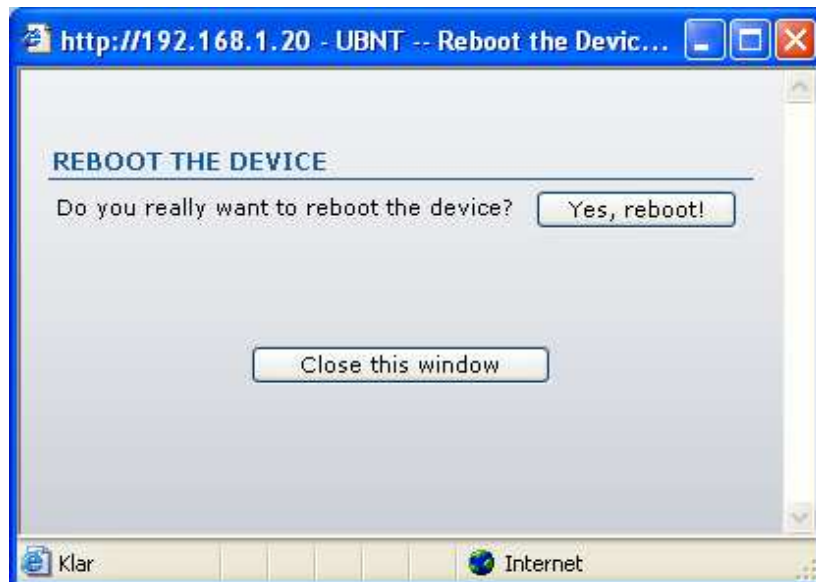 http://192.168.1.20 - UBNT -- Reboot the Devic...
REBOOT THE DEVICE
Do you really want to reboot the device? Yes, reboot!
Close this window
Klar Internet